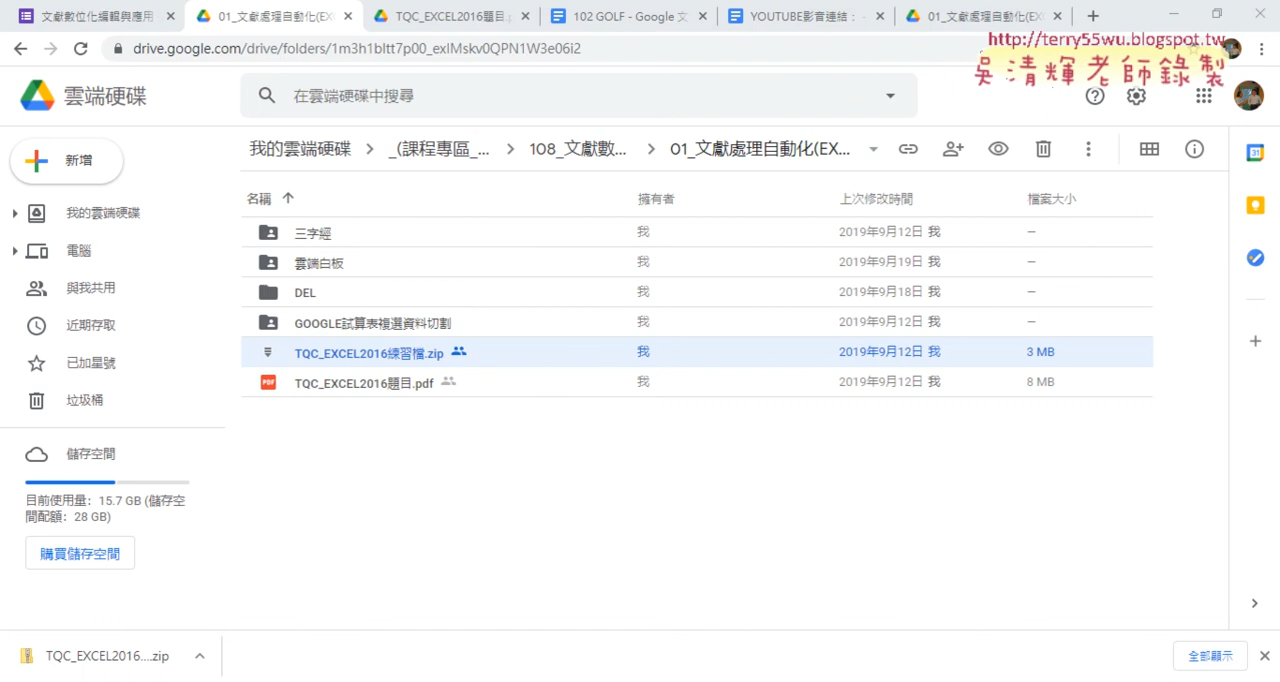 文獻數位化編輯與應用
01_文獻處理自動化(EX
TQC_EXCEL2016題目.p
102 GOLF - Google 文
YOUTUBE影音連結：
01_文獻處理自動化(EX
drive.google.com/drive/folders/1m3h1bltt7p00_exIMskv0QPN1W3e06i2
http://terry55wu.blogspot.tw
吳清輝老師錄製
雲端硬碟
在雲端硬碟中搜尋
新增
我的雲端硬碟 > _(課程專區_... > 108_文獻數... > 01_文獻處理自動化(EX...
名稱 擁有者 上次修改時間 檔案大小
三字經 我 2019年9月12日 我 –
雲端白板 我 2019年9月19日 我 –
DEL 我 2019年9月18日 我 –
GOOGLE試算表複選資料切割 我 2019年9月12日 我 –
TQC_EXCEL2016練習檔.zip 我 2019年9月12日 我 3 MB
TQC_EXCEL2016題目.pdf 我 2019年9月12日 我 8 MB
我的雲端硬碟
電腦
與我共用
近期存取
已加星號
垃圾桶
儲存空間
目前使用量：15.7 GB (儲存空
間配額：28 GB)
購買儲存空間
31
PDF
TQC_EXCEL2016....zip
全部顯示